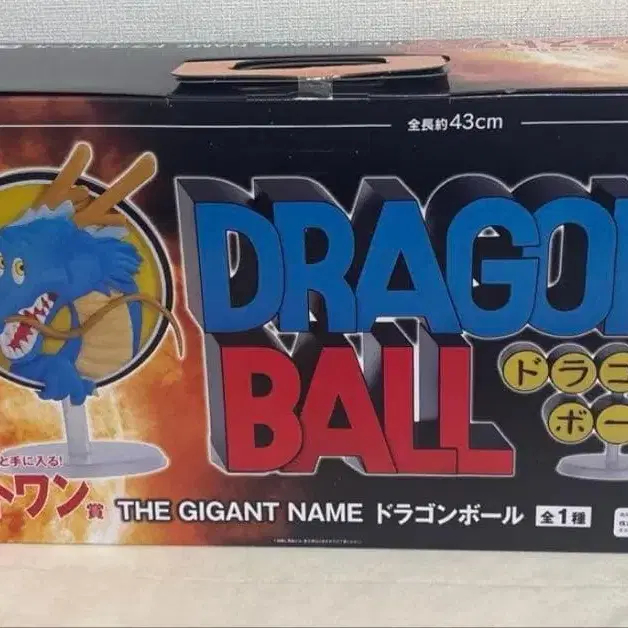 全長約43cm
DRAGO
BALL
ドラゴ
ボー
と手に入る!
トワン賞
THE GIGANT NAME ドラゴンボール 全1種